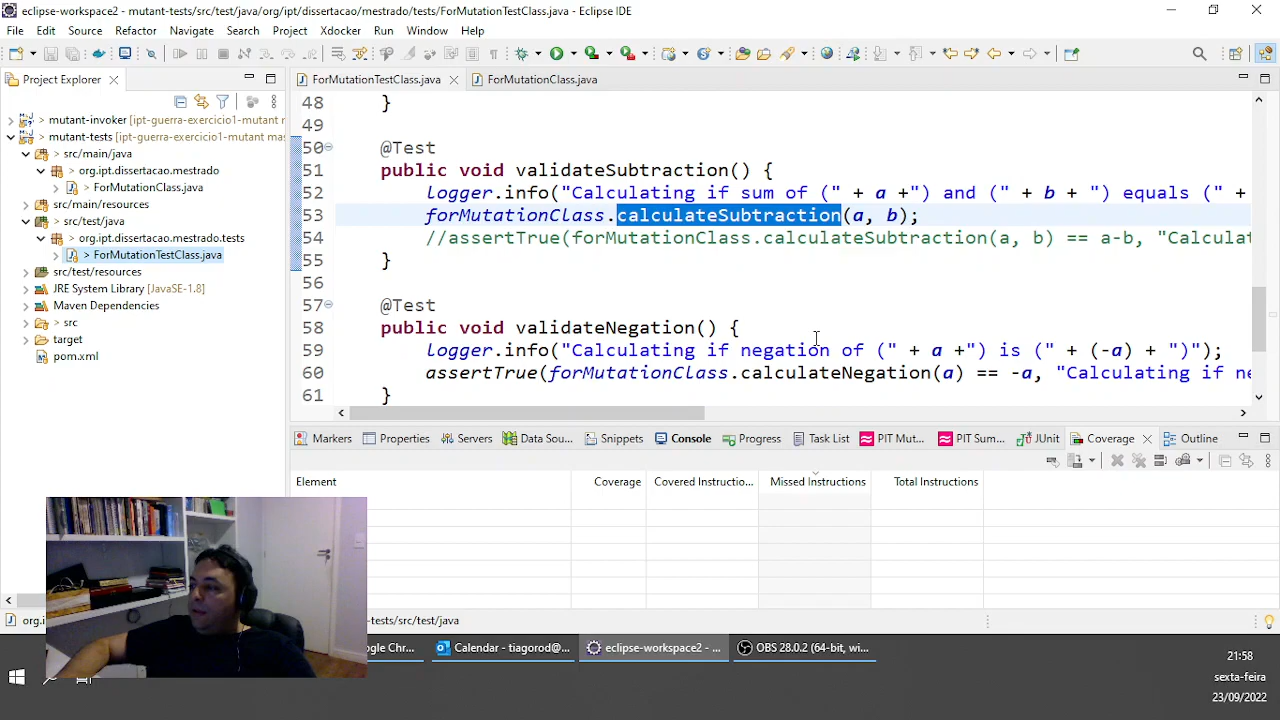 eclipse-workspace2 - mutant-tests/src/test/java/org/ipt/dissertacao/mestrado/tests/ForMutationTestClass.java - Eclipse IDE
File Edit Source Refactor Navigate Search Project Xdocker Run Window Help
Project Explorer
ForMutationTestClass.java
ForMutationClass.java
mutant-invoker [ipt-guerra-exercicio1-mutant m
mutant-tests [ipt-guerra-exercicio1-mutant mas
src/main/java
> org.ipt.dissertacao.mestrado
> ForMutationClass.java
src/main/resources
> src/test/java
> org.ipt.dissertacao.mestrado.tests
> ForMutationTestClass.java
src/test/resources
JRE System Library [JavaSE-1.8]
Maven Dependencies
> src
target
pom.xml
48 }
49
50 @Test
51 public void validateSubtraction() {
52 Logger.info("Calculating if sum of (" + a +") and (" + b + ") equals (" +
53 forMutationClass.calculateSubtraction(a, b);
54 //assertTrue(forMutationClass.calculateSubtraction(a, b) == a-b, "Calculat
55 }
56
57 @Test
58 public void validateNegation() {
59 Logger.info("Calculating if negation of (" + a +") is (" + (-a) + ")");
60 assertTrue(forMutationClass.calculateNegation(a) == -a, "Calculating if ne
61 }
Markers Properties Servers Data Sou... Snippets Console Progress Task List PIT Mut... PIT Sum... JUnit Coverage Outline
Element Coverage Covered Instructio... Missed Instructions Total Instructions
org.i
-tests/src/test/java
ogle Chr...
Calendar - tiagorod@...
eclipse-workspace2 - ...
OBS 28.0.2 (64-bit, wi...
21:58
sexta-feira
23/09/2022